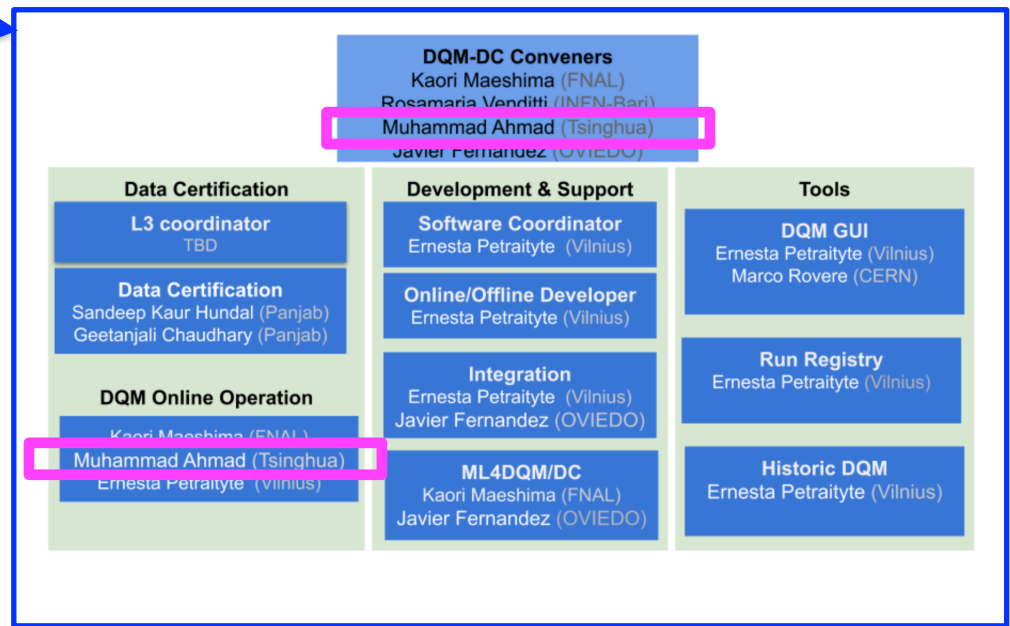 DQM-DC Conveners
Kaori Maeshima (FNAL)
Rosamaria Venditti (INFN-Bari)
Muhammad Ahmad (Tsinghua)
Javier Fernandez (OVIEDO)
Data Certification
L3 coordinator
TBD
Data Certification
Sandeep Kaur Hundal (Panjab)
Geetanjali Chaudhary (Panjab)
DQM Online Operation
Kaori Maeshima (FNAL)
Muhammad Ahmad (Tsinghua)
Ernesta Petraityte (Vilnius)
Development & Support
Software Coordinator
Ernesta Petraityte (Vilnius)
Online/Offline Developer
Ernesta Petraityte (Vilnius)
Integration
Ernesta Petraityte (Vilnius)
Javier Fernandez (OVIEDO)
ML4DQM/DC
Kaori Maeshima (FNAL)
Javier Fernandez (OVIEDO)
Tools
DQM GUI
Ernesta Petraityte (Vilnius)
Marco Rovere (CERN)
Run Registry
Ernesta Petraityte (Vilnius)
Historic DQM
Ernesta Petraityte (Vilnius)